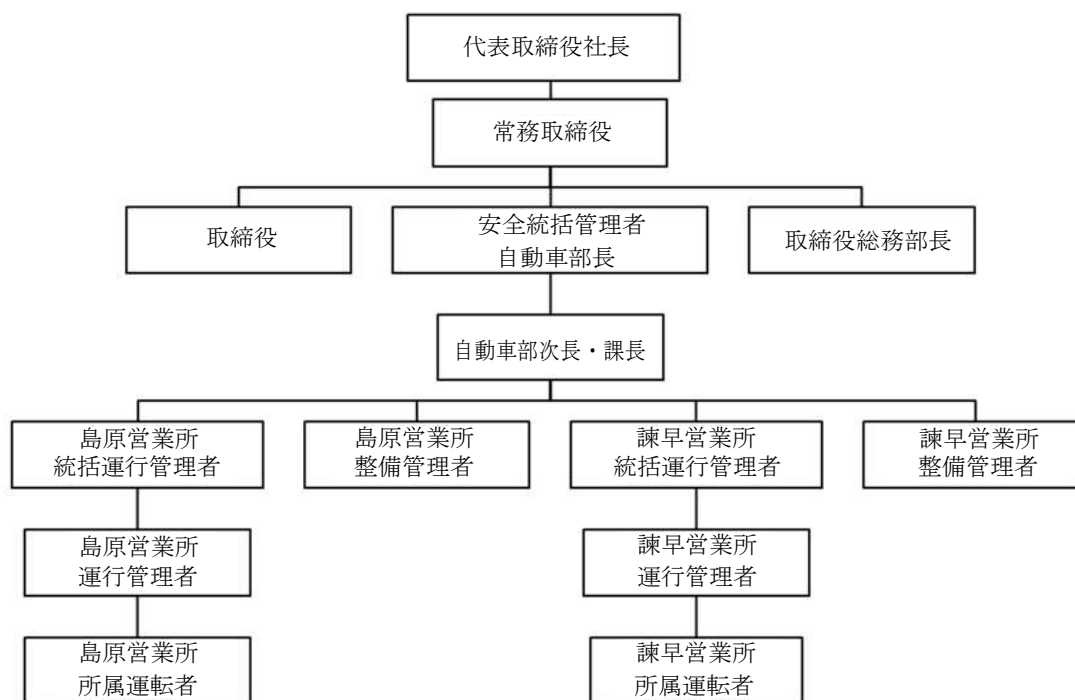 代表取締役社長
常務取締役
取締役
安全統括管理者
自動車部長
取締役総務部長
自動車部次長・課長
島原営業所
統括運行管理者
島原営業所
整備管理者
諫早営業所
統括運行管理者
諫早営業所
整備管理者
島原営業所
運行管理者
諫早営業所
運行管理者
島原営業所
所属運転者
諫早営業所
所属運転者